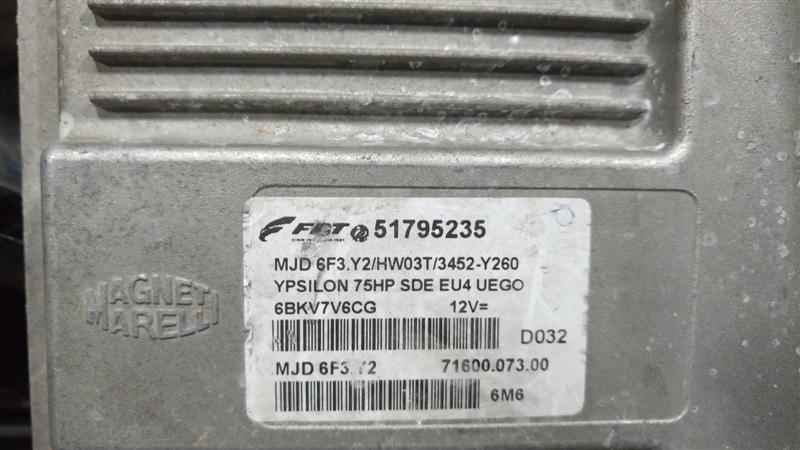 FPT 51795235
MJD 6F3.Y2/HW03T/3452-Y260
YPSILON 75HP SDE EU4 UEGO
6BKV7V6CG 12V=
D032
MJD 6F3.Y2 71600.073.00
6M6
MAGNETI
MARELLI